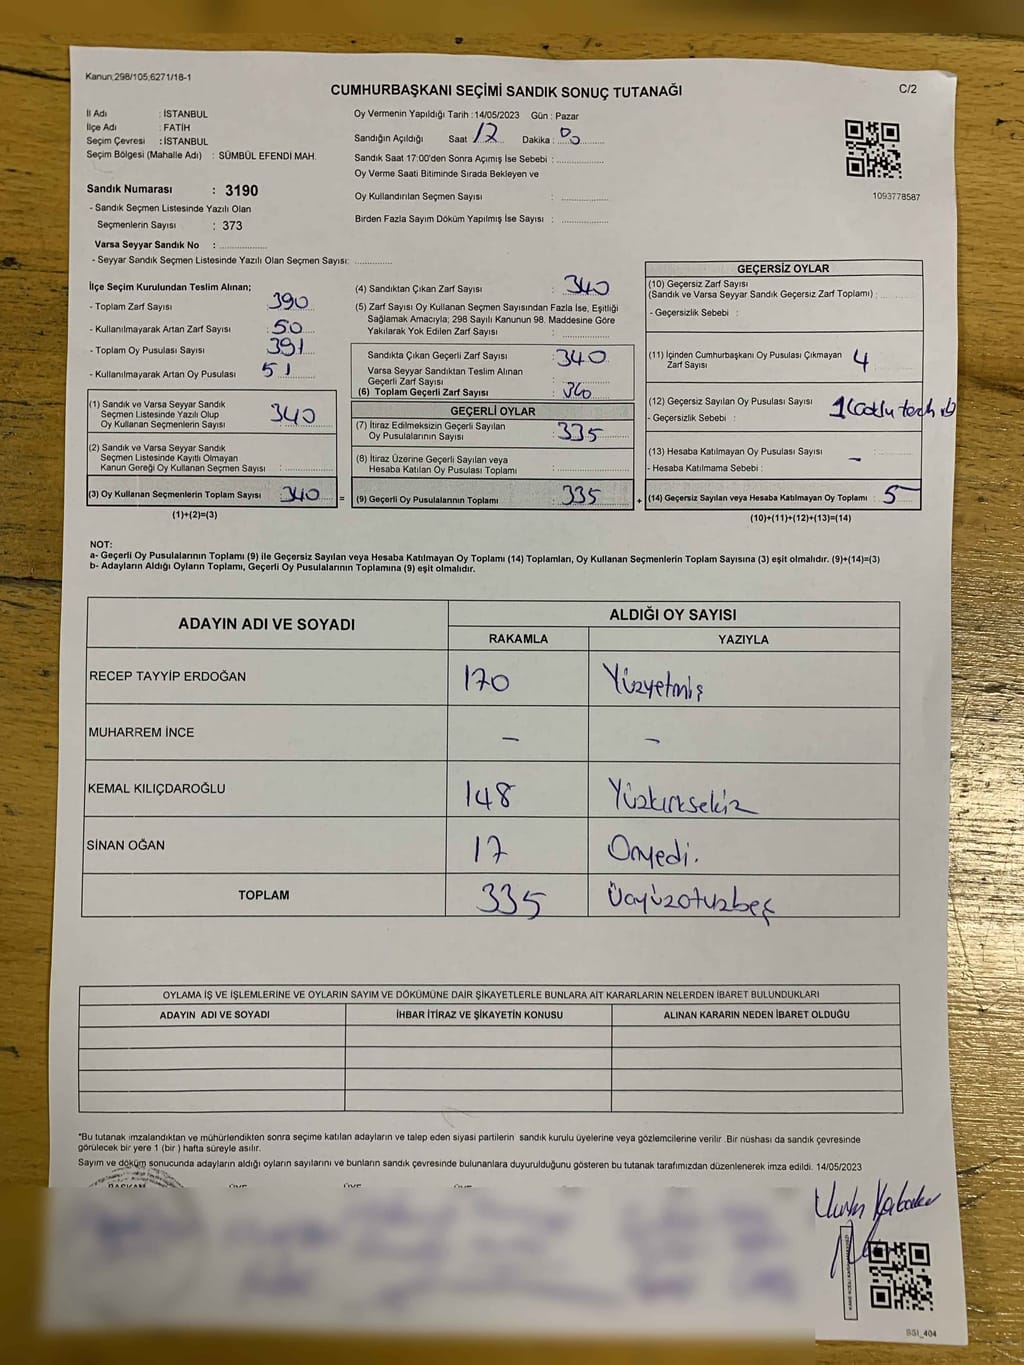 Kanun;298/105;6271/18-1
CUMHURBAŞKANI SEÇİMİ SANDIK SONUÇ TUTANAĞI
C/2
İl Adı : İSTANBUL
İlçe Adı : FATİH
Seçim Çevresi : İSTANBUL
Seçim Bölgesi (Mahalle Adı) : SÜMBÜL EFENDİ MAH.
Sandık Numarası : 3190
- Sandık Seçmen Listesinde Yazılı Olan
Seçmenlerin Sayısı : 373
Varsa Seyyar Sandık No : ..............
- Seyyar Sandık Seçmen Listesinde Yazılı Olan Seçmen Sayısı: ............
Oy Vermenin Yapıldığı Tarih : 14/05/2023 Gün : Pazar
Sandığın Açıldığı Saat 17 Dakika : 00
Sandık Saat 17:00'den Sonra Açımış İse Sebebi : ..............
Oy Verme Saati Bitiminde Sırada Bekleyen ve
Oy Kullandırılan Seçmen Sayısı : ..............
Birden Fazla Sayım Döküm Yapılmış İse Sayısı : ..............
1093778587
İlçe Seçim Kurulundan Teslim Alınan;
- Toplam Zarf Sayısı 390
- Kullanılmayarak Artan Zarf Sayısı : 50
- Toplam Oy Pusulası Sayısı 391
- Kullanılmayarak Artan Oy Pusulası 51
(1) Sandık ve Varsa Seyyar Sandık
Seçmen Listesinde Yazılı Olup
Oy Kullanan Seçmenlerin Sayısı : 340
(2) Sandık ve Varsa Seyyar Sandık
Seçmen Listesinde Kayıtlı Olmayan
Kanun Gereği Oy Kullanan Seçmen Sayısı : ..............
(3) Oy Kullanan Seçmenlerin Toplam Sayısı : 340 =
(1)+(2)=(3)
(4) Sandıktan Çıkan Zarf Sayısı : 340
(5) Zarf Sayısı Oy Kullanan Seçmen Sayısından Fazla İse, Eşitliği
Sağlamak Amacıyla; 298 Sayılı Kanunun 98. Maddesine Göre
Yakılarak Yok Edilen Zarf Sayısı : ..............
Sandıkta Çıkan Geçerli Zarf Sayısı : 340
Varsa Seyyar Sandıktan Teslim Alınan
Geçerli Zarf Sayısı : ..............
(6) Toplam Geçerli Zarf Sayısı : 340
GEÇERLİ OYLAR
(7) İtiraz Edilmeksizin Geçerli Sayılan
Oy Pusulalarının Sayısı : 335
(8) İtiraz Üzerine Geçerli Sayılan veya
Hesaba Katılan Oy Pusulası Toplamı : ..............
(9) Geçerli Oy Pusulalarının Toplamı : 335 +
GEÇERSİZ OYLAR
(10) Geçersiz Zarf Sayısı
(Sandık ve Varsa Seyyar Sandık Geçersiz Zarf Toplamı) :
- Geçersizlik Sebebi :
(11) İçinden Cumhurbaşkanı Oy Pusulası Çıkmayan
Zarf Sayısı : 4
(12) Geçersiz Sayılan Oy Pusulası Sayısı : 1
- Geçersizlik Sebebi :
(13) Hesaba Katılmayan Oy Pusulası Sayısı : –
- Hesaba Katılmama Sebebi :
(14) Geçersiz Sayılan veya Hesaba Katılmayan Oy Toplamı : 5
(10)+(11)+(12)+(13)=(14)
NOT:
a- Geçerli Oy Pusulalarının Toplamı (9) ile Geçersiz Sayılan veya Hesaba Katılmayan Oy Toplamı (14) Toplamları, Oy Kullanan Seçmenlerin Toplam Sayısına (3) eşit olmalıdır. (9)+(14)=(3)
b- Adayların Aldığı Oyların Toplamı, Geçerli Oy Pusulalarının Toplamına (9) eşit olmalıdır.
ADAYIN ADI VE SOYADI ALDIĞI OY SAYISI
RAKAMLA YAZIYLA
RECEP TAYYİP ERDOĞAN 170 Yüzyetmiş
MUHARREM İNCE – –
KEMAL KILIÇDAROĞLU 148 Yüzkırksekiz
SİNAN OĞAN 17 Onyedi.
TOPLAM 335 Üçyüzotuzbeş
OYLAMA İŞ VE İŞLEMLERİNE VE OYLARIN SAYIM VE DÖKÜMÜNE DAİR ŞİKAYETLERLE BUNLARA AİT KARARLARIN NELERDEN İBARET BULUNDUKLARI
ADAYIN ADI VE SOYADI İHBAR İTİRAZ VE ŞİKAYETİN KONUSU ALINAN KARARIN NEDEN İBARET OLDUĞU
*Bu tutanak imzalandıktan ve mühürlendikten sonra seçime katılan adayların ve talep eden siyasi partilerin sandık kurulu üyelerine veya gözlemcilerine verilir .Bir nüshası da sandık çevresinde
görülecek bir yere 1 (bir ) hafta süreyle asılır.
Sayım ve döküm sonucunda adayların aldığı oyların sayılarını ve bunların sandık çevresinde bulunanlara duyurulduğunu gösteren bu tutanak tarafımızdan düzenlenerek imza edildi. 14/05/2023
BAŞKAN ÜYE ÜYE ÜYE
BSI_404